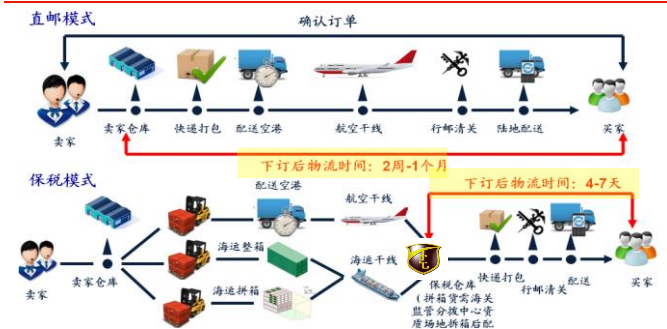 直邮模式
确认订单
卖家
卖家仓库
快递打包
配送空港
航空干线
行邮清关
陆地配送
买家
下订后物流时间：2周-1个月
保税模式
下订后物流时间：4-7天
配送空港
航空干线
海运整箱
海运干线
海运拼箱
卖家
卖家仓库
保税仓库
（拼箱货需海关
监管分拨中心资
质场地拆箱后配
快递打包
行邮清关
配送
买家